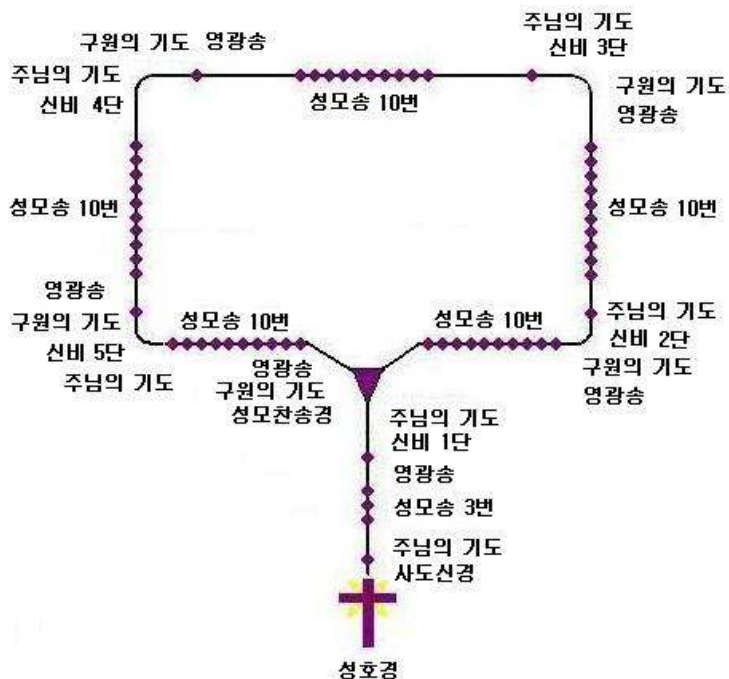 구원의 기도 영광송
주님의 기도
신비 3단
주님의 기도
신비 4단
성모송 10번
구원의 기도
영광송
성모송 10번
성모송 10번
영광송
구원의 기도
신비 5단
주님의 기도
성모송 10번
성모송 10번
주님의 기도
신비 2단
구원의 기도
영광송
영광송
구원의 기도
성모찬송경
주님의 기도
신비 1단
영광송
성모송 3번
주님의 기도
사도신경
성호경